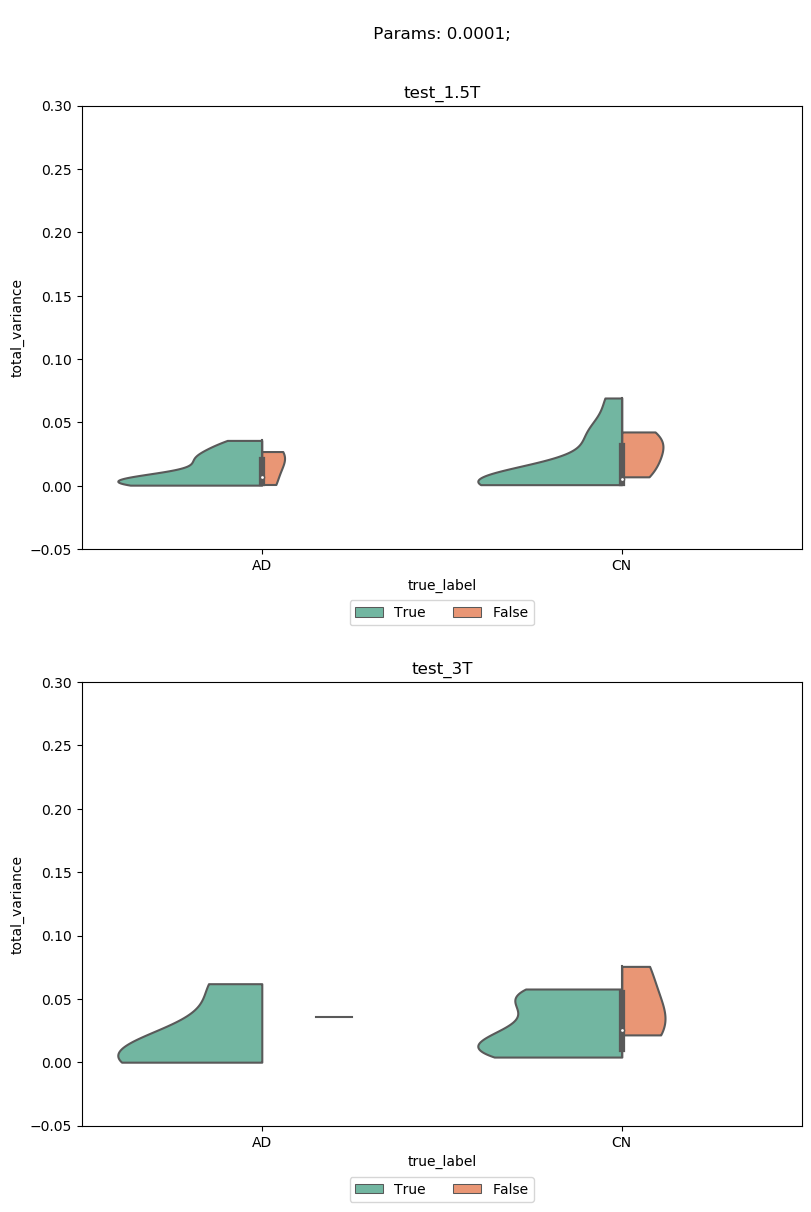 Params: 0.0001;
test_1.5T
0.30
0.25
0.20
0.15
0.10
0.05
0.00
−0.05
total_variance
AD
CN
true_label
True
False
test_3T
0.30
0.25
0.20
0.15
0.10
0.05
0.00
−0.05
total_variance
AD
CN
true_label
True
False